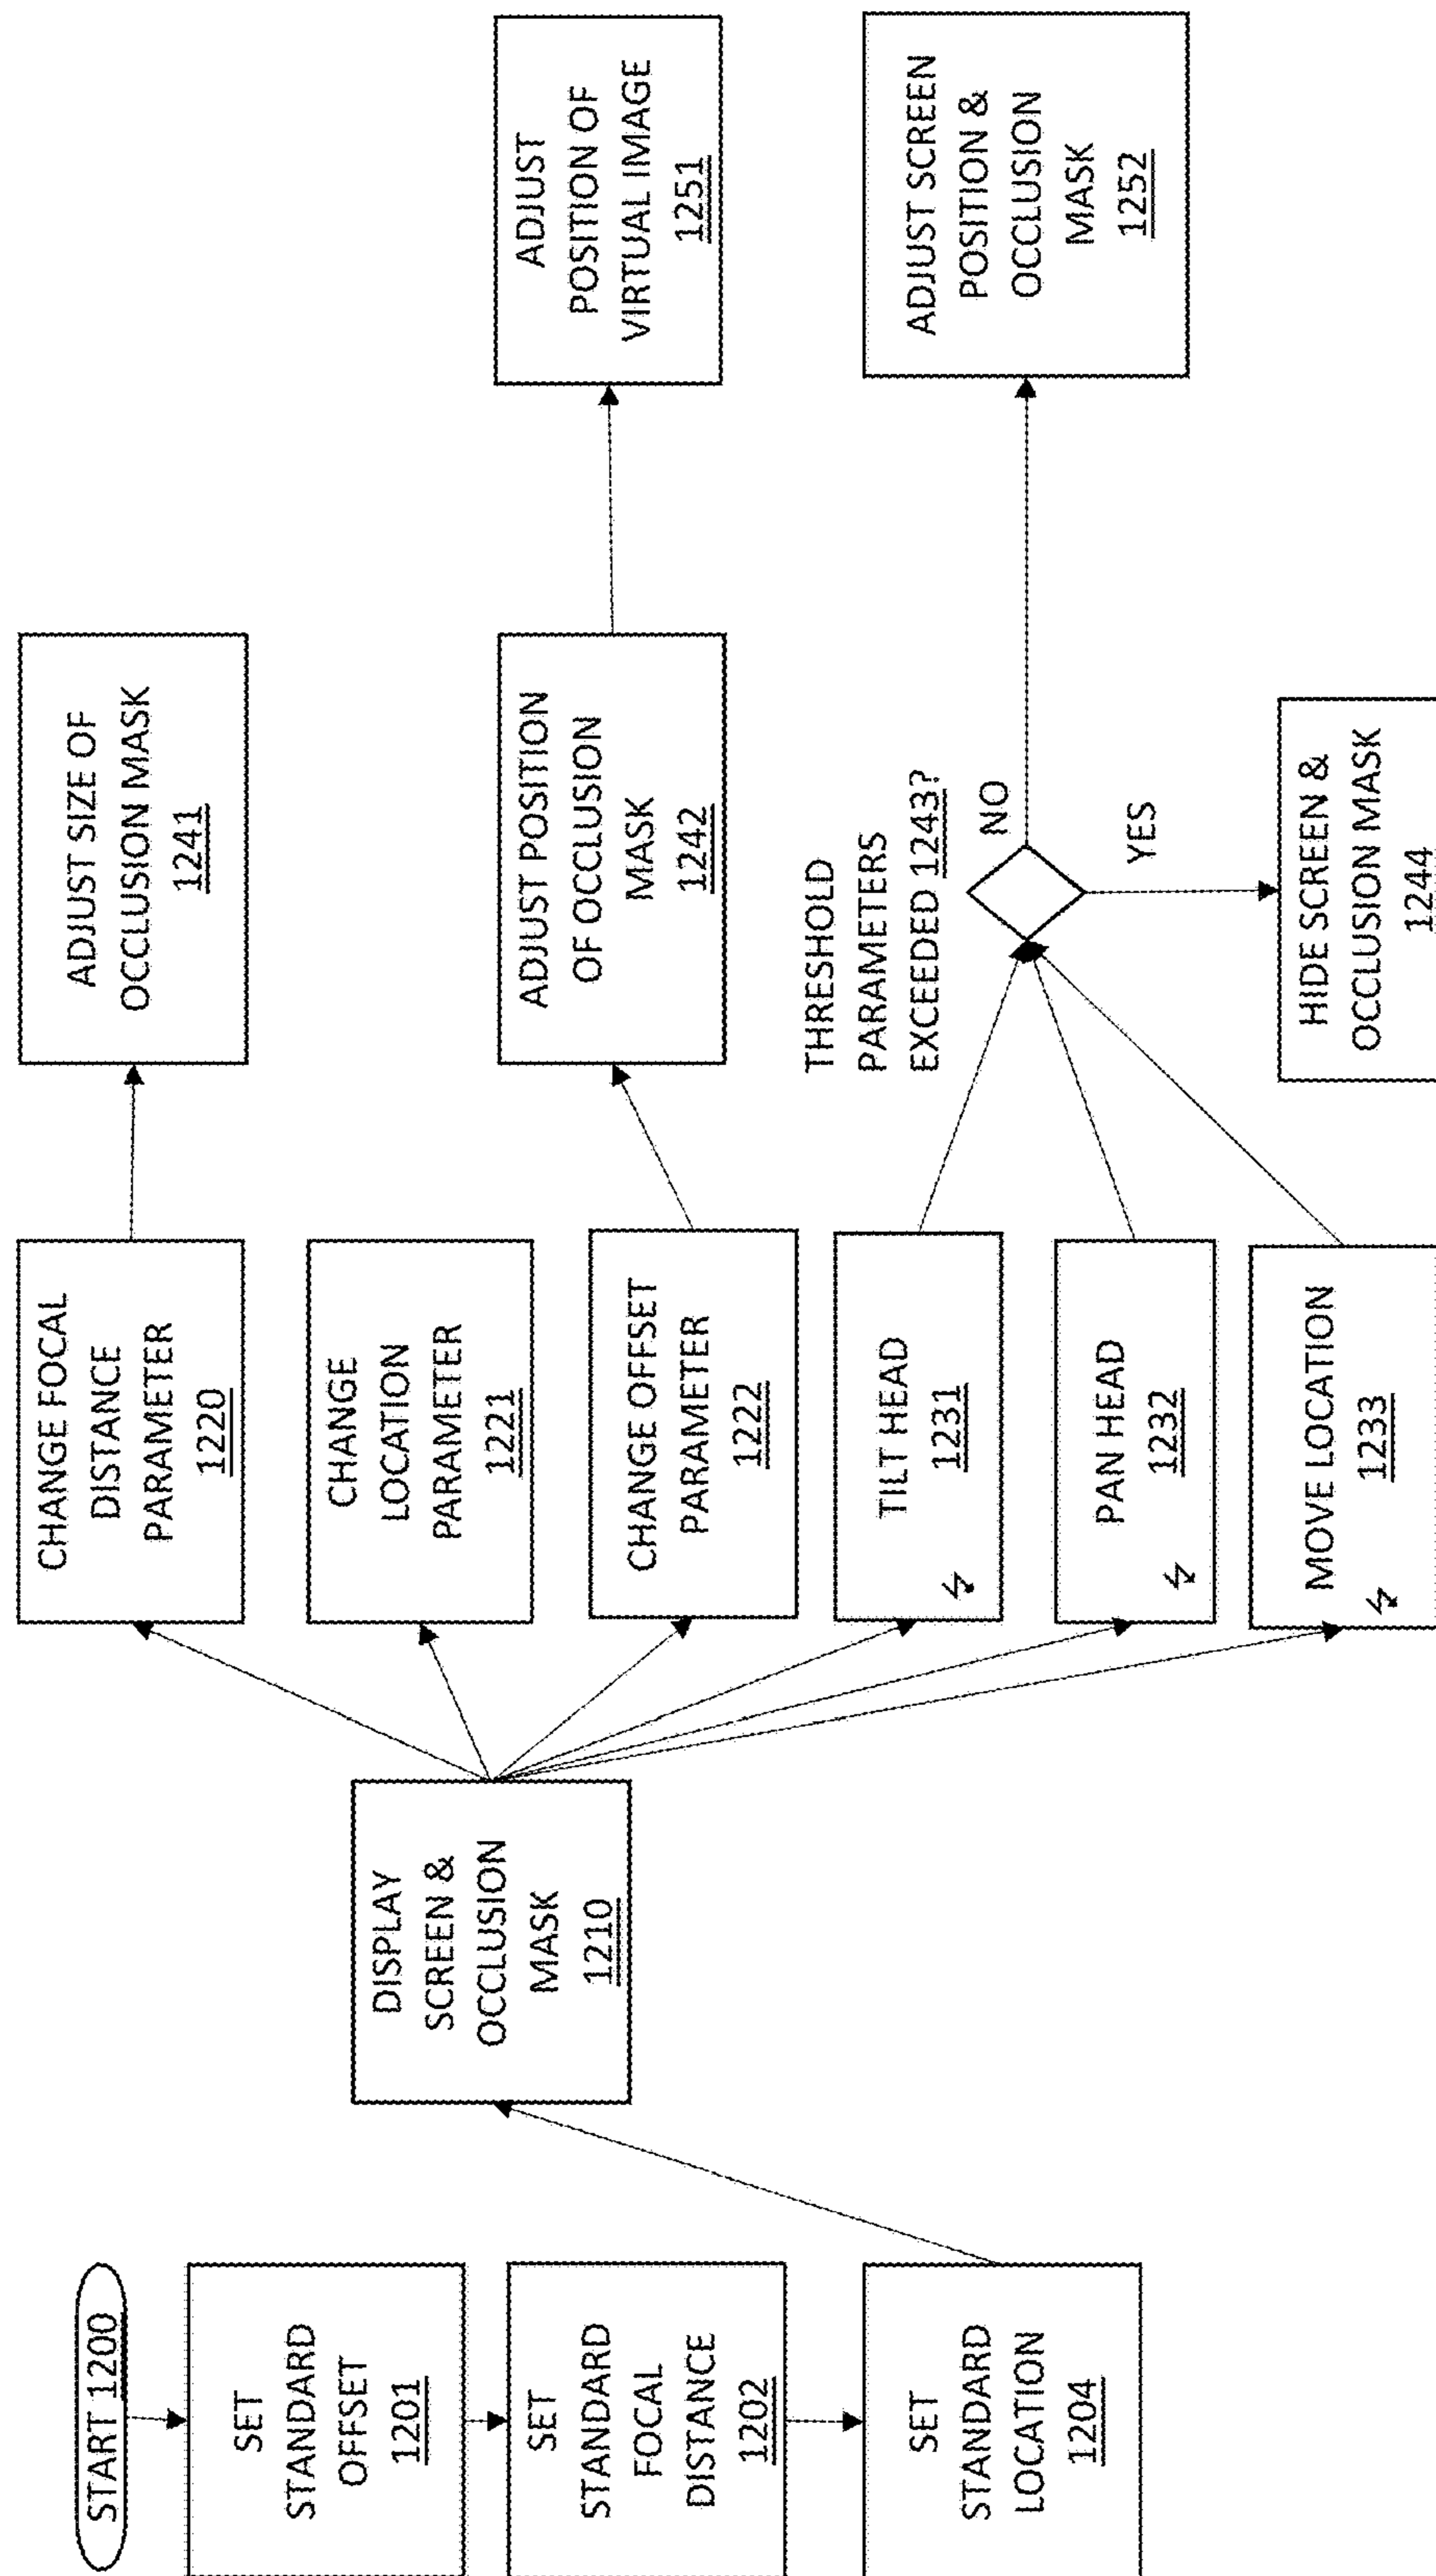 START 1200
SET
STANDARD
OFFSET
1201
SET
STANDARD
FOCAL
DISTANCE
1202
SET
STANDARD
LOCATION
1204
DISPLAY
SCREEN &
OCCLUSION
MASK
1210
CHANGE FOCAL
DISTANCE
PARAMETER
1220
CHANGE
LOCATION
PARAMETER
1221
CHANGE OFFSET
PARAMETER
1222
TILT HEAD
1231
PAN HEAD
1232
MOVE LOCATION
1233
ADJUST SIZE OF
OCCLUSION MASK
1241
ADJUST POSITION
OF OCCLUSION
MASK
1242
THRESHOLD
PARAMETERS
EXCEEDED 1243?
NO
YES
HIDE SCREEN &
OCCLUSION MASK
1244
ADJUST
POSITION OF
VIRTUAL IMAGE
1251
ADJUST SCREEN
POSITION &
OCCLUSION
MASK
1252